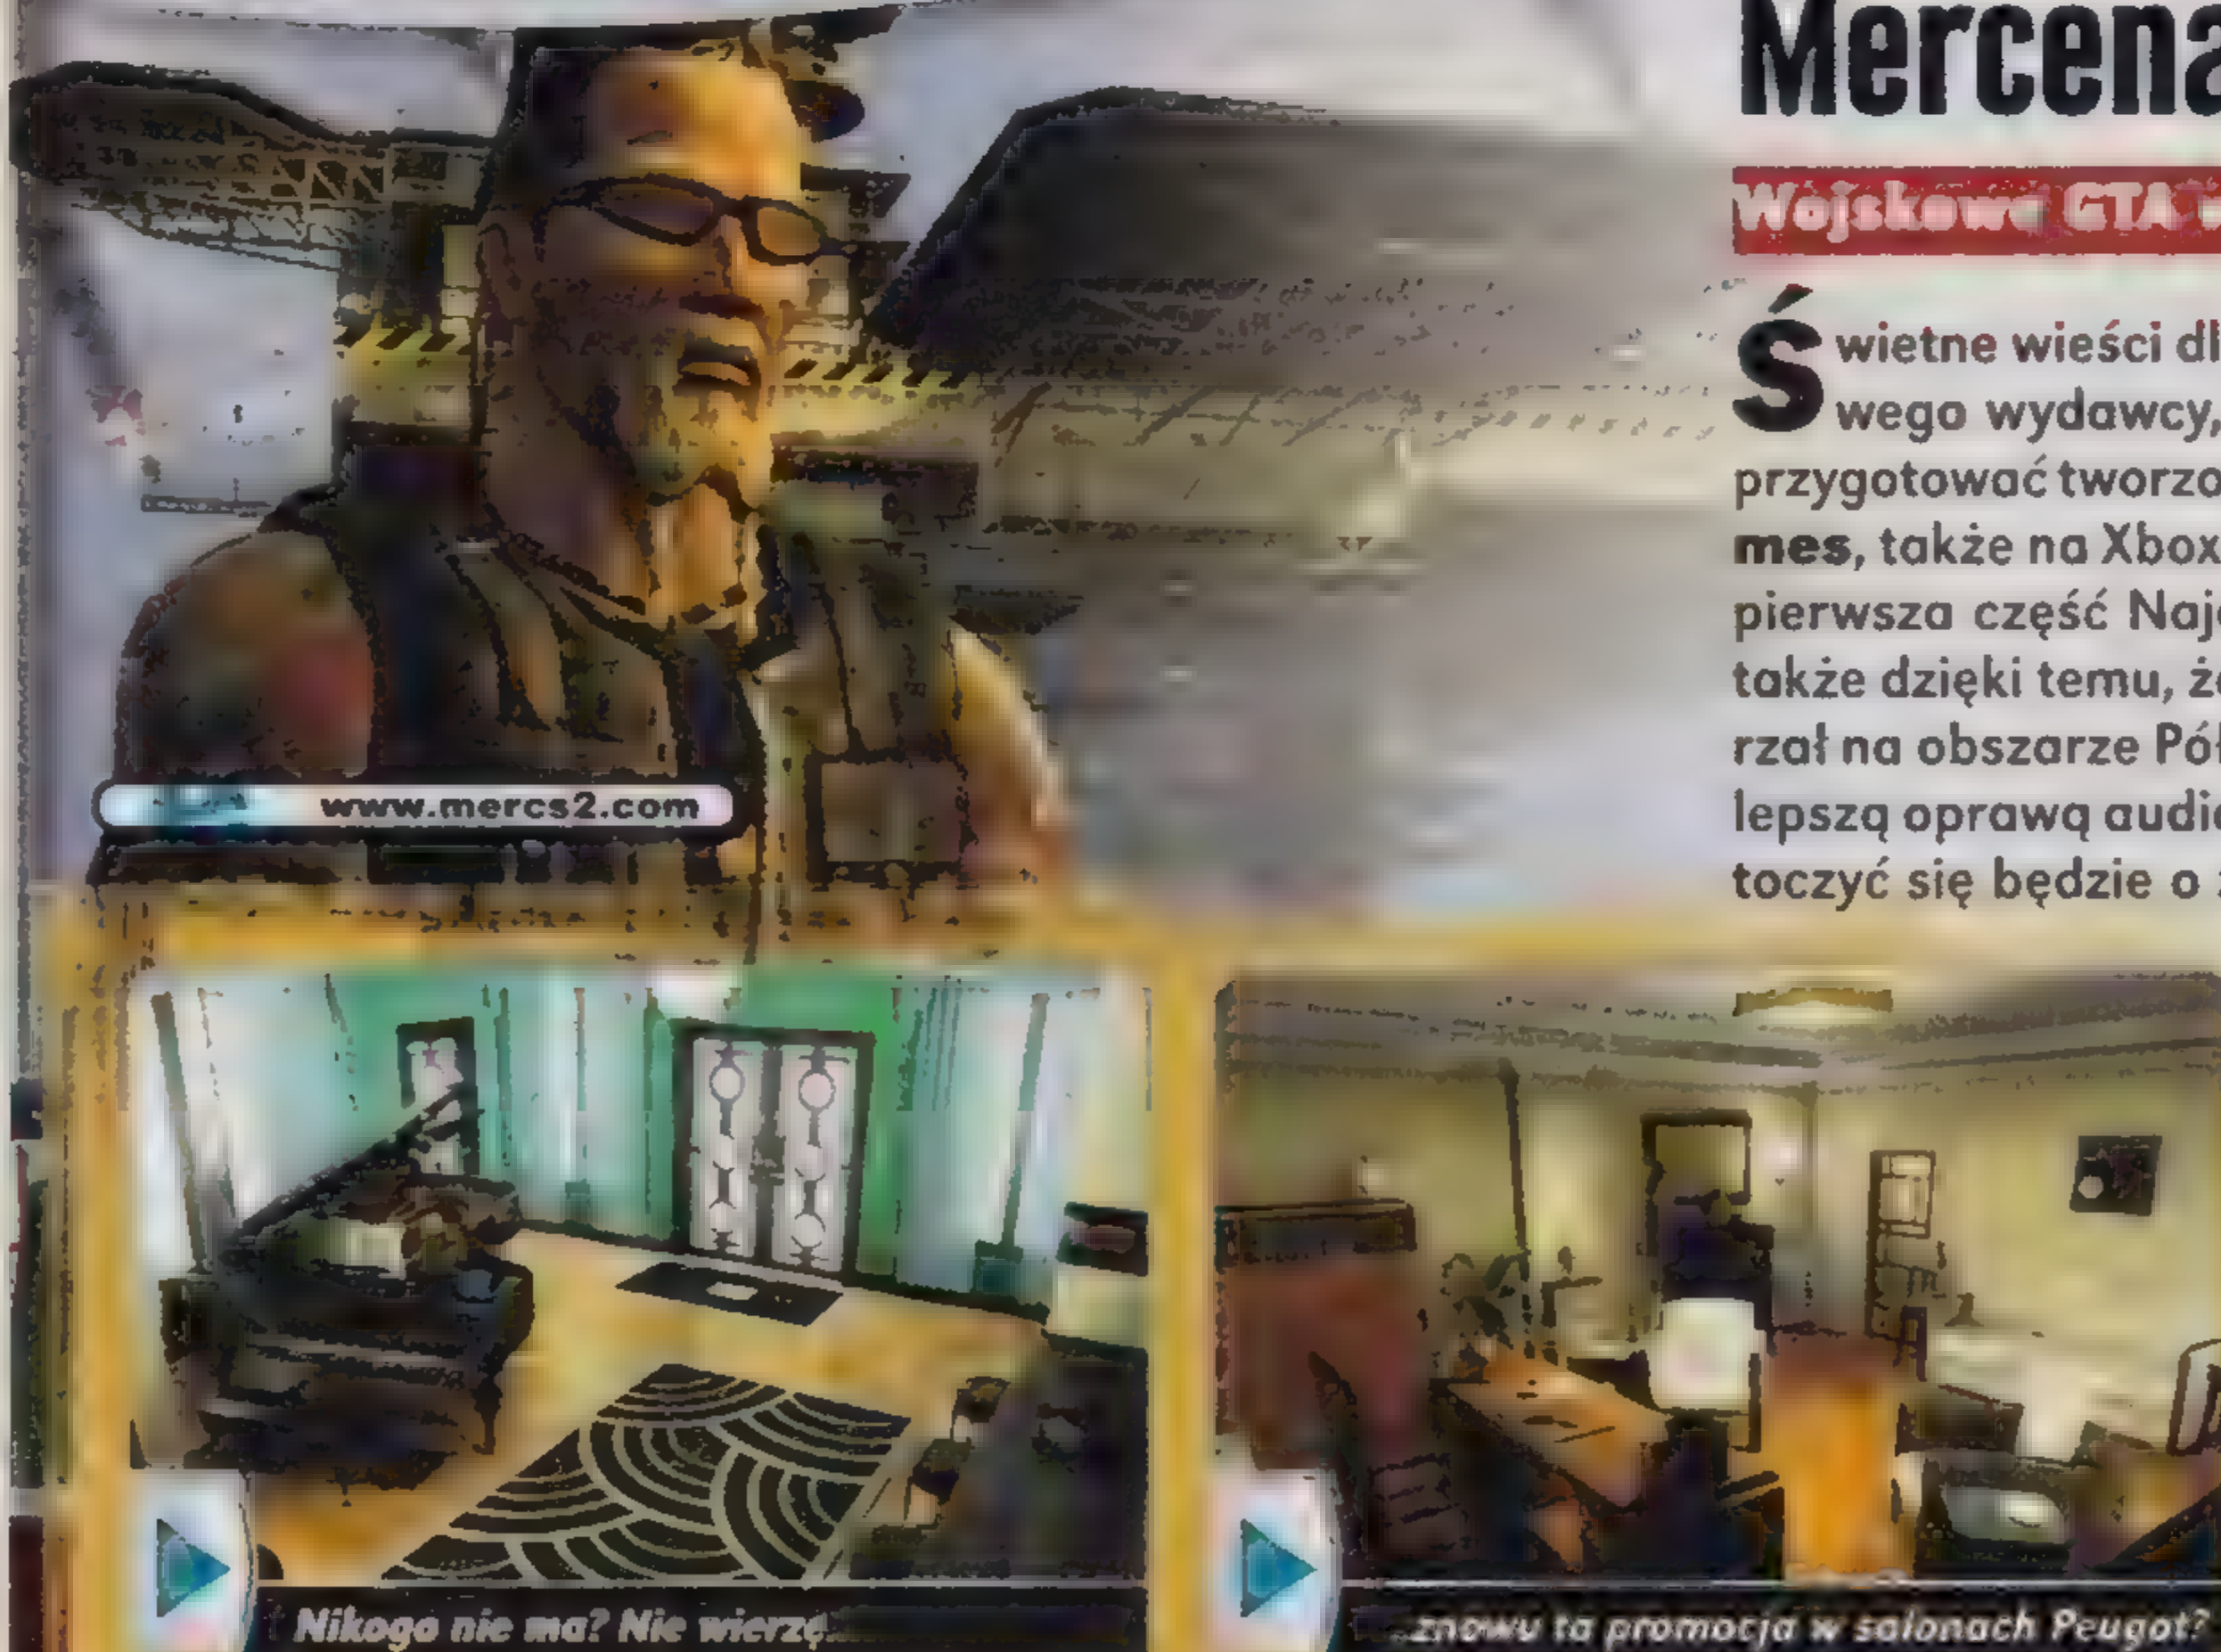 Mercena
Wojskowe GTA w
Świetne wieści dl
wego wydawcy,
przygotować tworzo
mes, także na Xbox
pierwsza część Naj
także dzięki temu, ż
rzał na obszarze Pół
lepszą oprawą audio
toczyć się będzie o z
www.mercs2.com
Nikogo nie ma? Nie wierzę.
...znowu ta promocja w salonach Peugot?